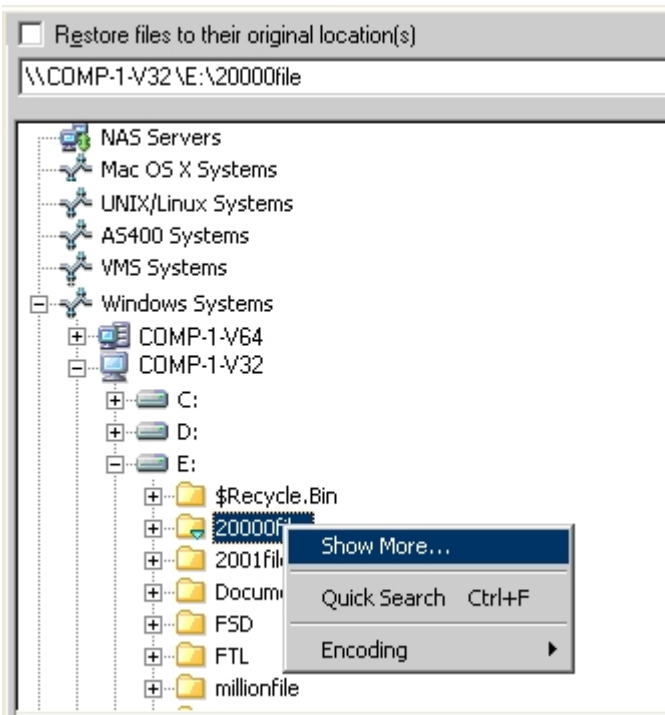 Restore files to their original location(s)
\\COMP-1-V32\E:\20000file
NAS Servers
Mac OS X Systems
UNIX/Linux Systems
AS400 Systems
VMS Systems
Windows Systems
COMP-1-V64
COMP-1-V32
C:
D:
E:
$Recycle.Bin
Show More...
Quick Search Ctrl+F
Encoding
FSD
FTL
millionfile